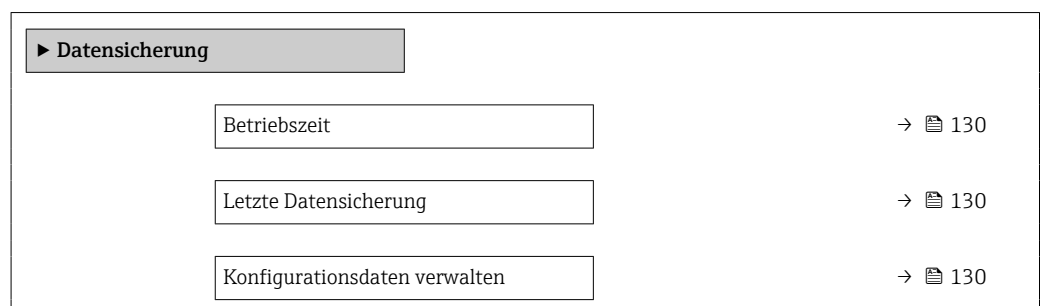 ▶ Datensicherung
Betriebszeit → 130
Letzte Datensicherung → 130
Konfigurationsdaten verwalten → 130